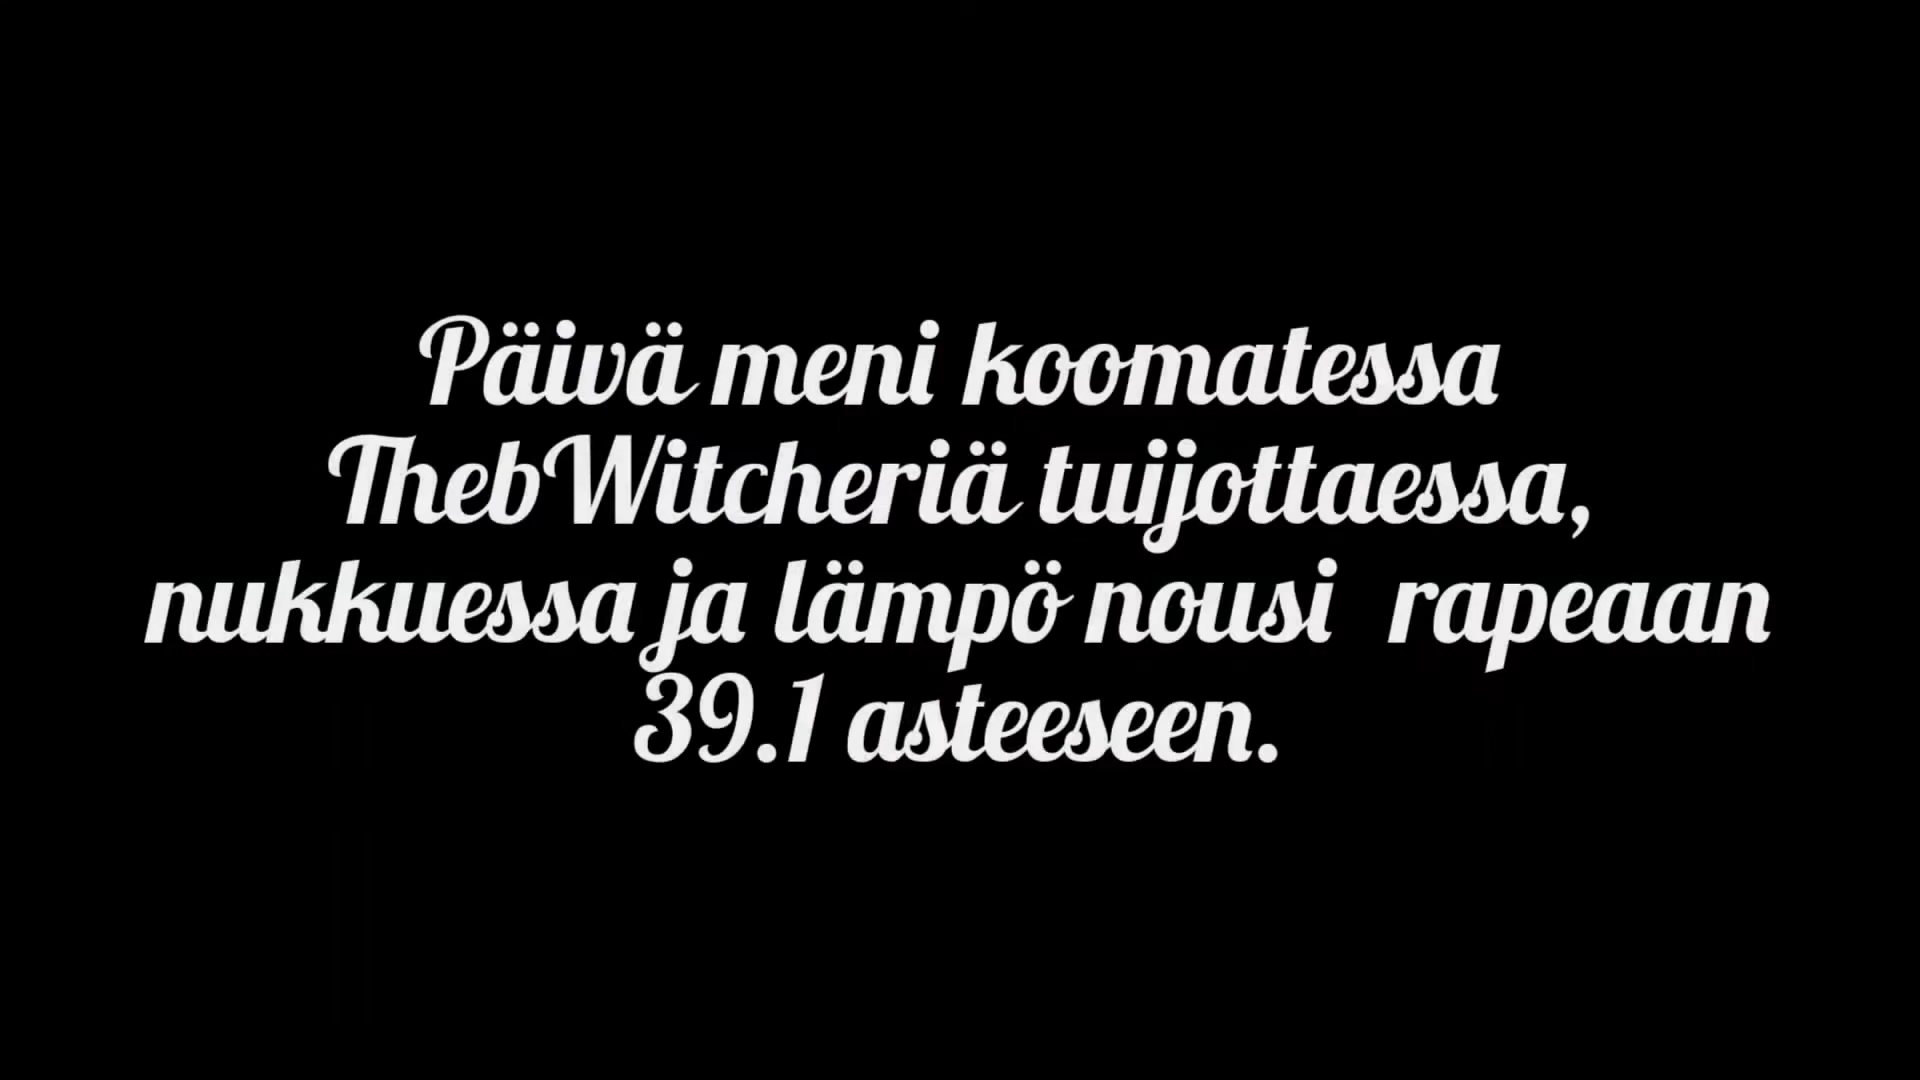 Päivä meni koomatessa
ThebWitcheriä tuijottaessa,
nukkuessa ja lämpö nousi  rapeaan
39.1 asteeseen.